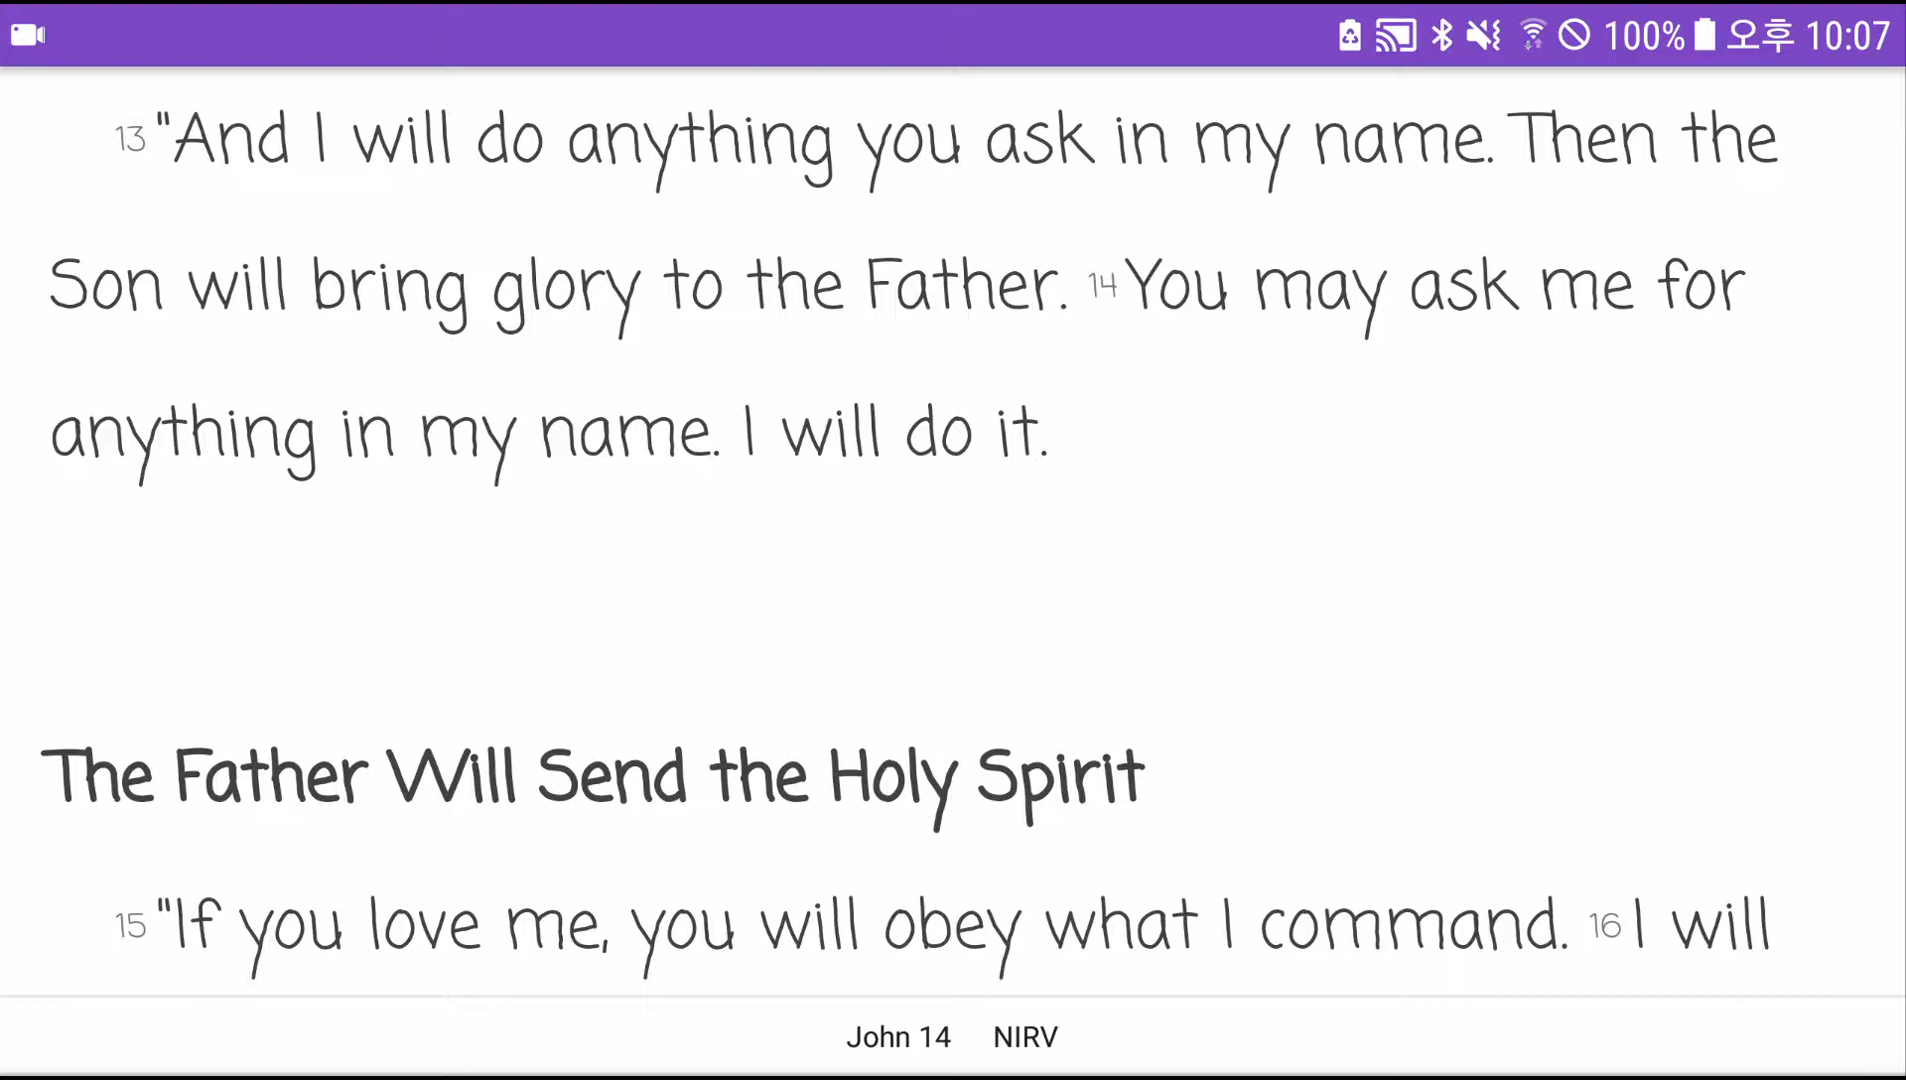 100% 오후 10:07
13 "And I will do anything you ask in my name. Then the
Son will bring glory to the Father. 14 You may ask me for
anything in my name. I will do it.
The Father Will Send the Holy Spirit
15 "If you love me, you will obey what I command. 16 I will
John 14 NIRV